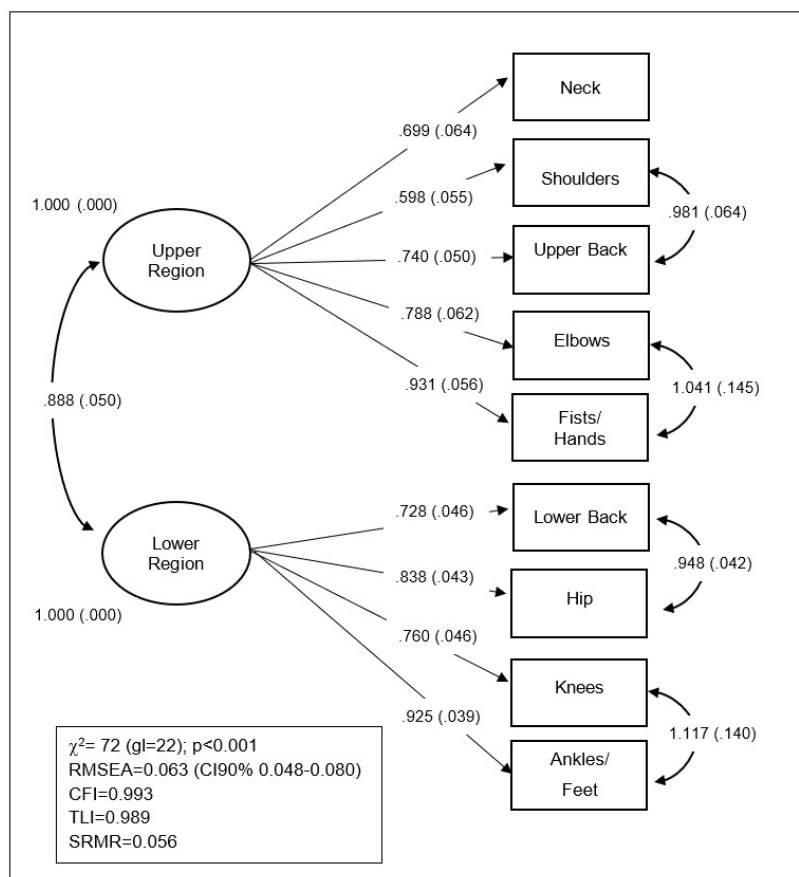 Neck
.699 (.064)
Shoulders
.598 (.055)
.981 (.064)
1.000 (.000)
Upper
Region
.740 (.050)
Upper Back
.788 (.062)
Elbows
.931 (.056)
1.041 (.145)
.888 (.050)
Fists/
Hands
.728 (.046)
Lower Back
Lower
Region
.948 (.042)
.838 (.043)
Hip
1.000 (.000)
.760 (.046)
Knees
.925 (.039)
1.117 (.140)
Ankles/
Feet
χ²= 72 (gl=22); p<0.001
RMSEA=0.063 (CI90% 0.048-0.080)
CFI=0.993
TLI=0.989
SRMR=0.056